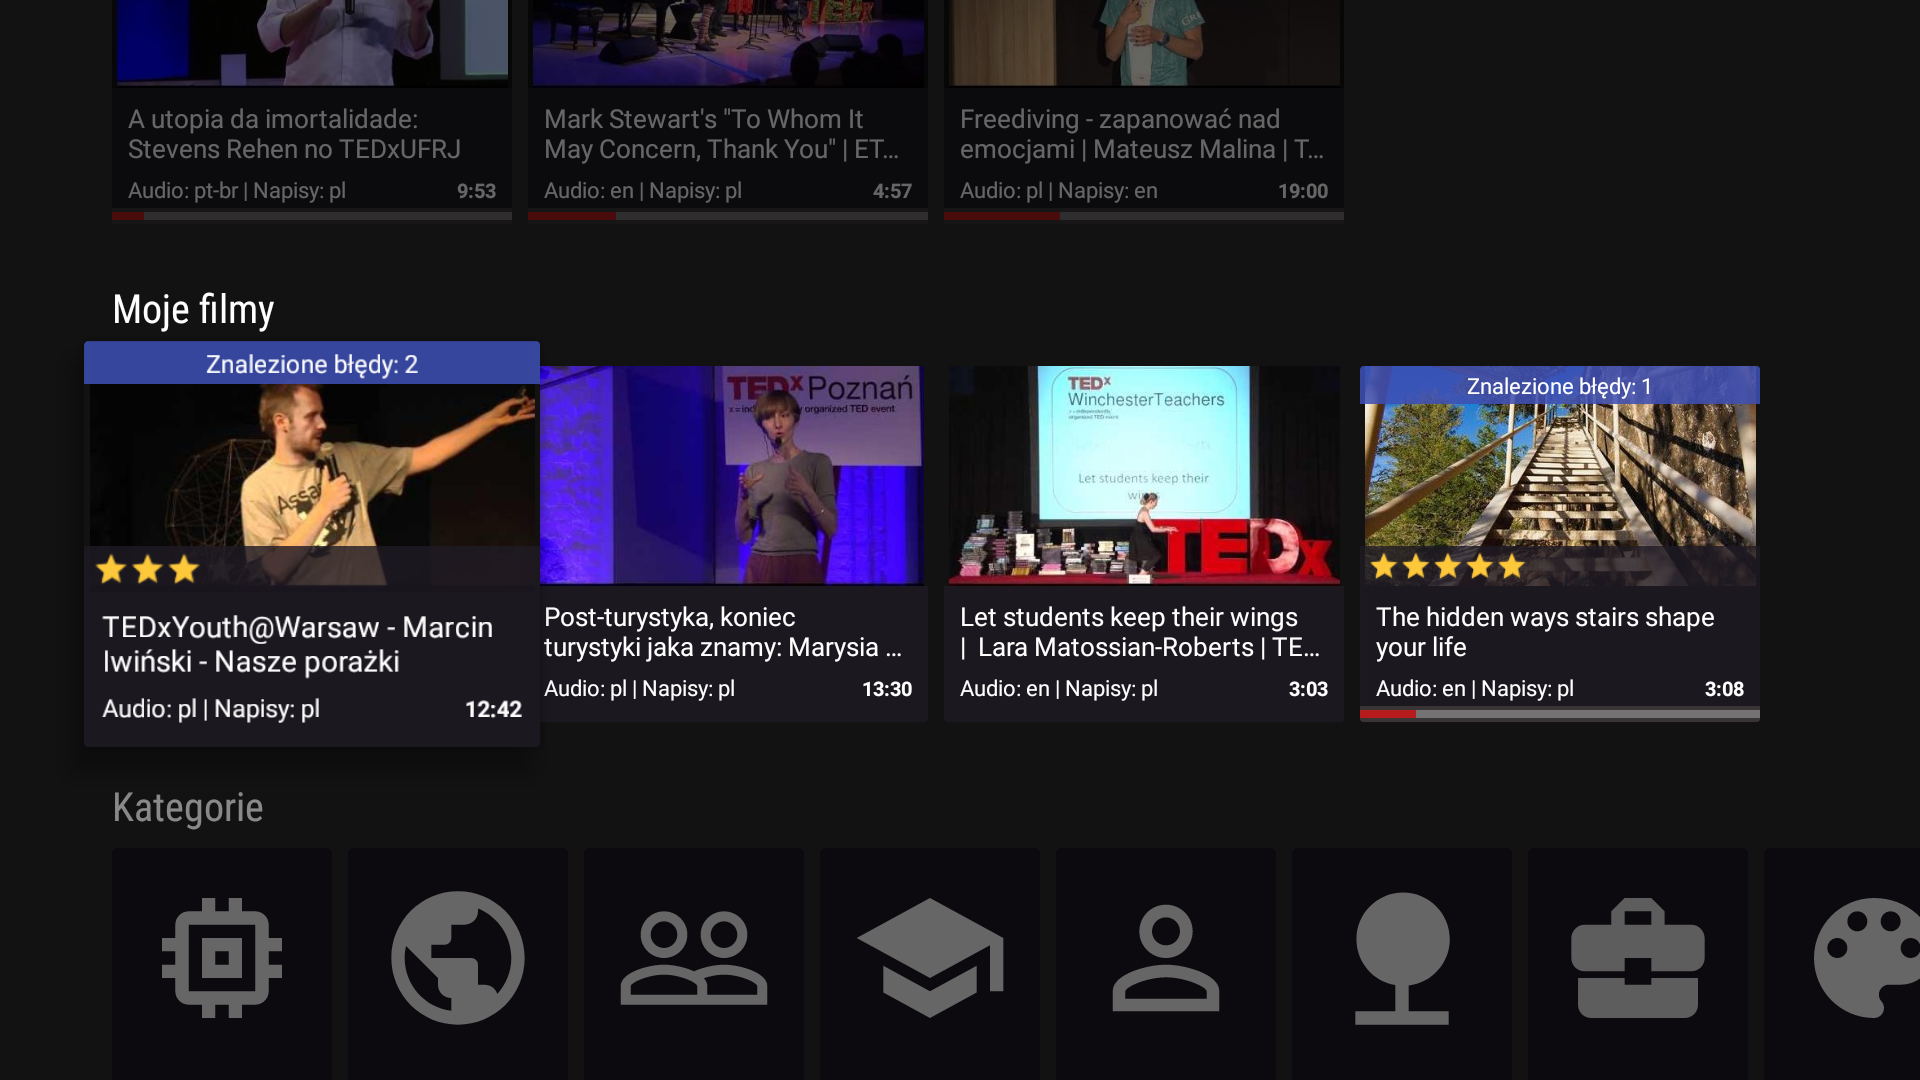 A utopia da imortalidade:
Stevens Rehen no TEDxUFRJ
Audio: pt-br | Napisy: pl
9:53
Mark Stewart's "To Whom It
May Concern, Thank You" | ET...
Audio: en | Napisy: pl
4:57
Freediving - zapanować nad
emocjami | Mateusz Malina | T...
Audio: pl | Napisy: en
19:00
Moje filmy
Znalezione błędy: 2
TEDxYouth@Warsaw - Marcin
Iwiński - Nasze porażki
Audio: pl | Napisy: pl
12:42
TEDx Poznań
organized TED event
Post-turystyka, koniec
turystyki jaka znamy: Marysia ...
Audio: pl | Napisy: pl
13:30
TEDx
WinchesterTeachers
Let students keep their
TEDx
Let students keep their wings
| Lara Matossian-Roberts | TE...
Audio: en | Napisy: pl
3:03
Znalezione błędy: 1
The hidden ways stairs shape
your life
Audio: en | Napisy: pl
3:08
Kategorie